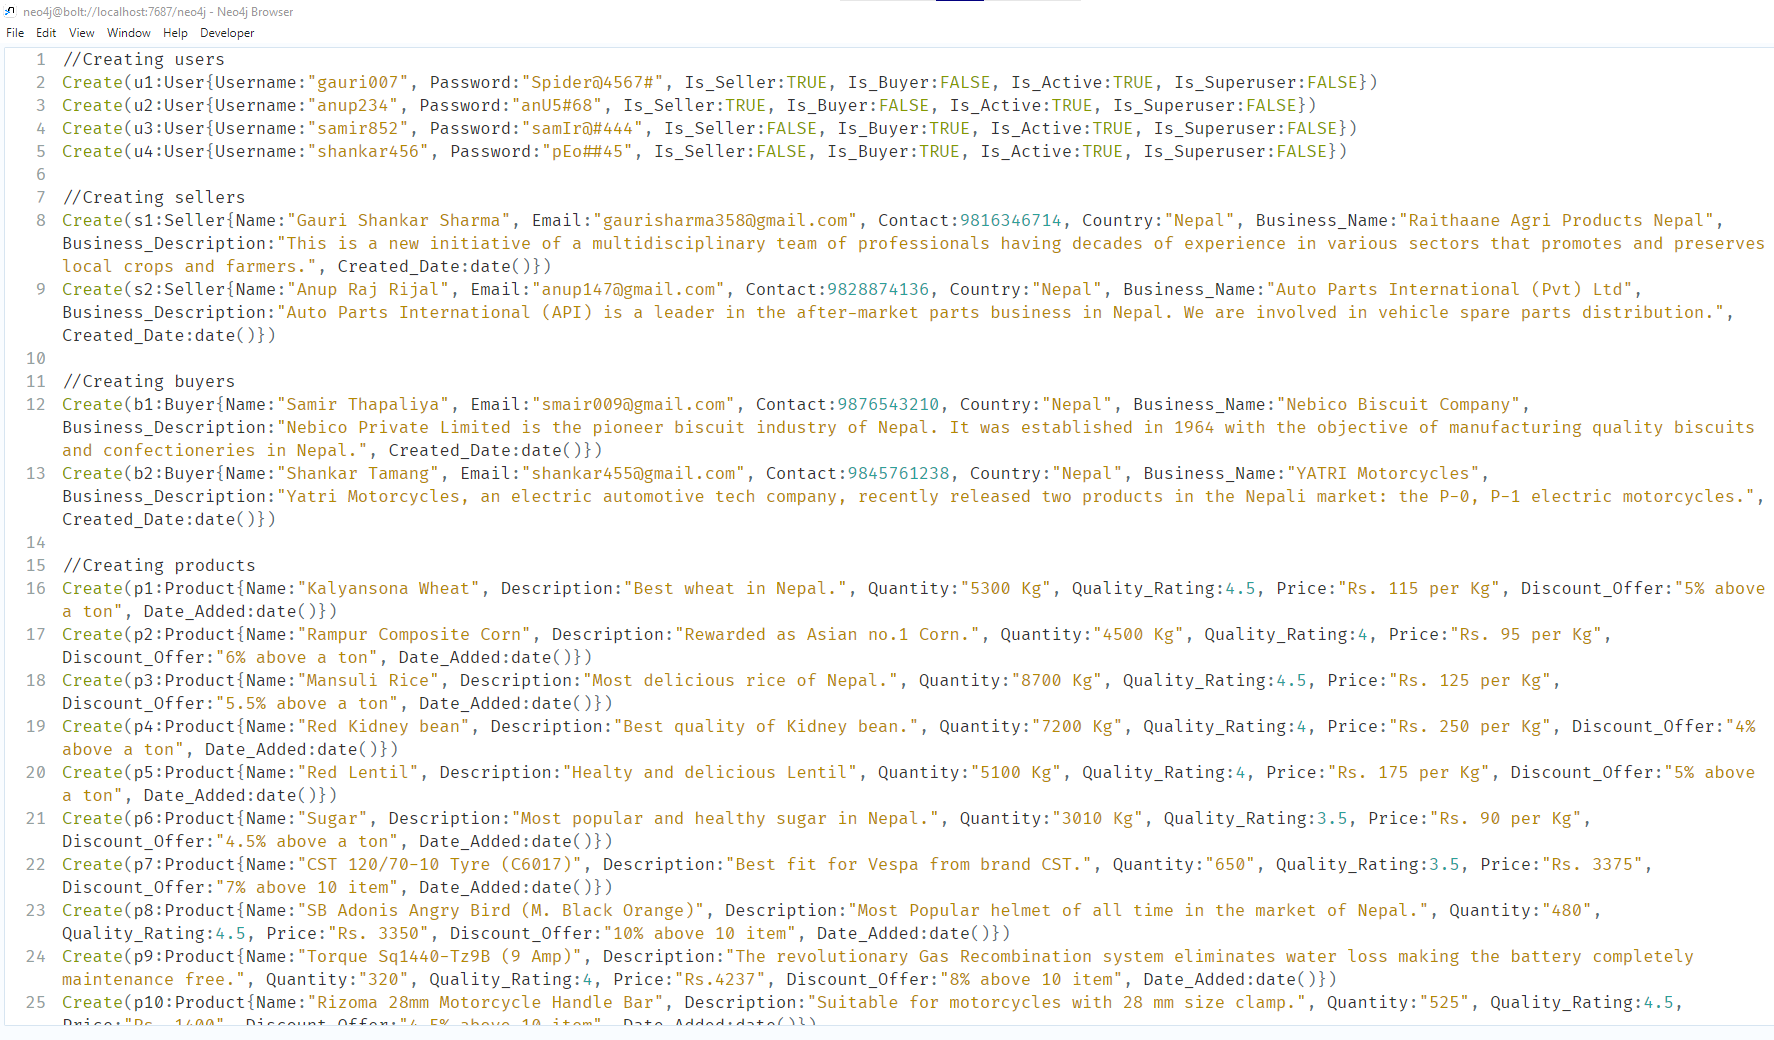 neo4j@bolt://localhost:7687/neo4j - Neo4j Browser
File Edit View Window Help Developer
1 //Creating users
2 Create(u1:User{Username:"gauri007", Password:"Spider@4567#", Is_Seller:TRUE, Is_Buyer:FALSE, Is_Active:TRUE, Is_Superuser:FALSE})
3 Create(u2:User{Username:"anup234", Password:"anU5#68", Is_Seller:TRUE, Is_Buyer:FALSE, Is_Active:TRUE, Is_Superuser:FALSE})
4 Create(u3:User{Username:"samir852", Password:"samIr@#444", Is_Seller:FALSE, Is_Buyer:TRUE, Is_Active:TRUE, Is_Superuser:FALSE})
5 Create(u4:User{Username:"shankar456", Password:"pEo##45", Is_Seller:FALSE, Is_Buyer:TRUE, Is_Active:TRUE, Is_Superuser:FALSE})
6
7 //Creating sellers
8 Create(s1:Seller{Name:"Gauri Shankar Sharma", Email:"gaurisharma358@gmail.com", Contact:9816346714, Country:"Nepal", Business_Name:"Raithaane Agri Products Nepal",
Business_Description:"This is a new initiative of a multidisciplinary team of professionals having decades of experience in various sectors that promotes and preserves
local crops and farmers.", Created_Date:date()})
9 Create(s2:Seller{Name:"Anup Raj Rijal", Email:"anup147@gmail.com", Contact:9828874136, Country:"Nepal", Business_Name:"Auto Parts International (Pvt) Ltd",
Business_Description:"Auto Parts International (API) is a leader in the after-market parts business in Nepal. We are involved in vehicle spare parts distribution.",
Created_Date:date()})
10
11 //Creating buyers
12 Create(b1:Buyer{Name:"Samir Thapaliya", Email:"smair009@gmail.com", Contact:9876543210, Country:"Nepal", Business_Name:"Nebico Biscuit Company",
Business_Description:"Nebico Private Limited is the pioneer biscuit industry of Nepal. It was established in 1964 with the objective of manufacturing quality biscuits
and confectioneries in Nepal.", Created_Date:date()})
13 Create(b2:Buyer{Name:"Shankar Tamang", Email:"shankar455@gmail.com", Contact:9845761238, Country:"Nepal", Business_Name:"YATRI Motorcycles",
Business_Description:"Yatri Motorcycles, an electric automotive tech company, recently released two products in the Nepali market: the P-0, P-1 electric motorcycles.",
Created_Date:date()})
14
15 //Creating products
16 Create(p1:Product{Name:"Kalyansona Wheat", Description:"Best wheat in Nepal.", Quantity:"5300 Kg", Quality_Rating:4.5, Price:"Rs. 115 per Kg", Discount_Offer:"5% above
a ton", Date_Added:date()})
17 Create(p2:Product{Name:"Rampur Composite Corn", Description:"Rewarded as Asian no.1 Corn.", Quantity:"4500 Kg", Quality_Rating:4, Price:"Rs. 95 per Kg",
Discount_Offer:"6% above a ton", Date_Added:date()})
18 Create(p3:Product{Name:"Mansuli Rice", Description:"Most delicious rice of Nepal.", Quantity:"8700 Kg", Quality_Rating:4.5, Price:"Rs. 125 per Kg",
Discount_Offer:"5.5% above a ton", Date_Added:date()})
19 Create(p4:Product{Name:"Red Kidney bean", Description:"Best quality of Kidney bean.", Quantity:"7200 Kg", Quality_Rating:4, Price:"Rs. 250 per Kg", Discount_Offer:"4%
above a ton", Date_Added:date()})
20 Create(p5:Product{Name:"Red Lentil", Description:"Healty and delicious Lentil", Quantity:"5100 Kg", Quality_Rating:4, Price:"Rs. 175 per Kg", Discount_Offer:"5% above
a ton", Date_Added:date()})
21 Create(p6:Product{Name:"Sugar", Description:"Most popular and healthy sugar in Nepal.", Quantity:"3010 Kg", Quality_Rating:3.5, Price:"Rs. 90 per Kg",
Discount_Offer:"4.5% above a ton", Date_Added:date()})
22 Create(p7:Product{Name:"CST 120/70-10 Tyre (C6017)", Description:"Best fit for Vespa from brand CST.", Quantity:"650", Quality_Rating:3.5, Price:"Rs. 3375",
Discount_Offer:"7% above 10 item", Date_Added:date()})
23 Create(p8:Product{Name:"SB Adonis Angry Bird (M. Black Orange)", Description:"Most Popular helmet of all time in the market of Nepal.", Quantity:"480",
Quality_Rating:4.5, Price:"Rs. 3350", Discount_Offer:"10% above 10 item", Date_Added:date()})
24 Create(p9:Product{Name:"Torque Sq1440-Tz9B (9 Amp)", Description:"The revolutionary Gas Recombination system eliminates water loss making the battery completely
maintenance free.", Quantity:"320", Quality_Rating:4, Price:"Rs.4237", Discount_Offer:"8% above 10 item", Date_Added:date()})
25 Create(p10:Product{Name:"Rizoma 28mm Motorcycle Handle Bar", Description:"Suitable for motorcycles with 28 mm size clamp.", Quantity:"525", Quality_Rating:4.5,
Price:"Rs. 1400", Discount_Offer:"4.5% above 10 item", Date_Added:date()})